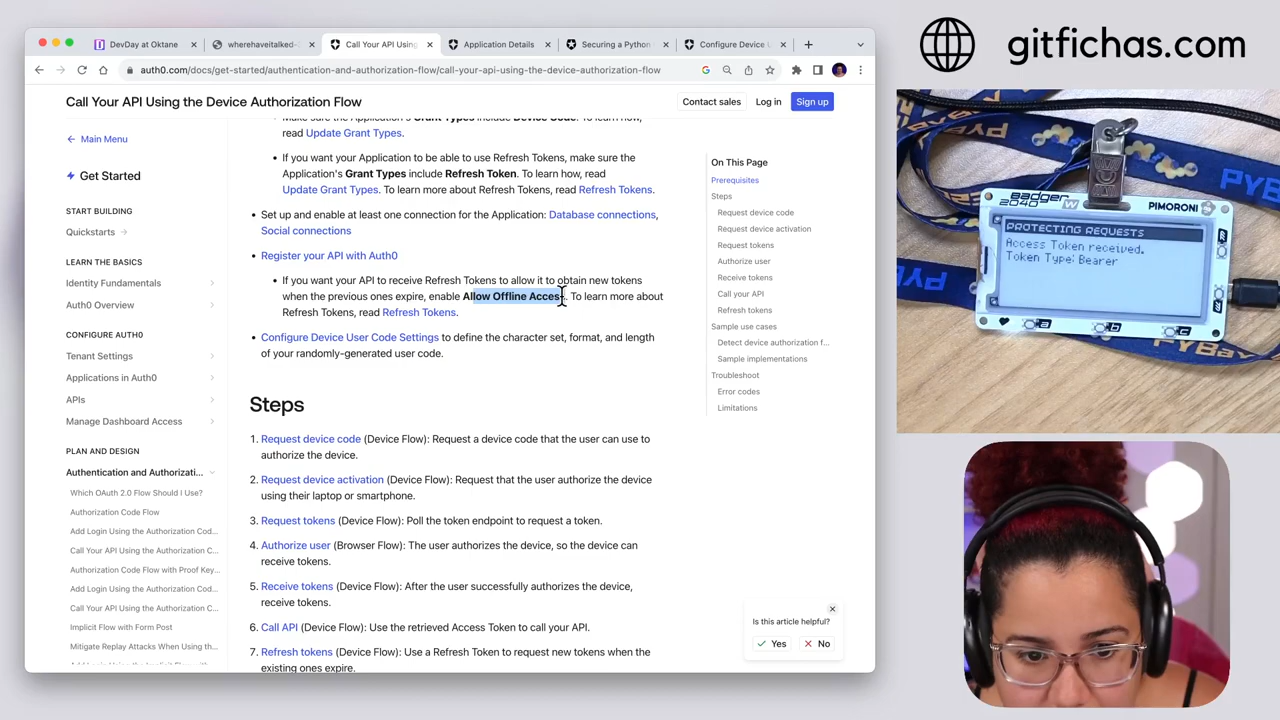 DevDay at Oktane
wherehaveitalked-
Call Your API Using
Application Details
Securing a Python
Configure Device U
auth0.com/docs/get-started/authentication-and-authorization-flow/call-your-api-using-the-device-authorization-flow
Call Your API Using the Device Authorization Flow
Contact sales
Log in
Sign up
Main Menu
Get Started
START BUILDING
Quickstarts
LEARN THE BASICS
Identity Fundamentals
Auth0 Overview
CONFIGURE AUTH0
Tenant Settings
Applications in Auth0
APIs
Manage Dashboard Access
PLAN AND DESIGN
Authentication and Authorizati...
Which OAuth 2.0 Flow Should I Use?
Authorization Code Flow
Add Login Using the Authorization Cod...
Call Your API Using the Authorization C...
Authorization Code Flow with Proof Key...
Add Login Using the Authorization Cod...
Call Your API Using the Authorization C...
Implicit Flow with Form Post
Mitigate Replay Attacks When Using th...
Make sure the Application's Grant Types include Device Code. To learn how,
read Update Grant Types.
• If you want your Application to be able to use Refresh Tokens, make sure the
Application's Grant Types include Refresh Token. To learn how, read
Update Grant Types. To learn more about Refresh Tokens, read Refresh Tokens.
• Set up and enable at least one connection for the Application: Database connections,
Social connections
• Register your API with Auth0
• If you want your API to receive Refresh Tokens to allow it to obtain new tokens
when the previous ones expire, enable Allow Offline Acces. To learn more about
Refresh Tokens, read Refresh Tokens.
• Configure Device User Code Settings to define the character set, format, and length
of your randomly-generated user code.
Steps
1. Request device code (Device Flow): Request a device code that the user can use to
authorize the device.
2. Request device activation (Device Flow): Request that the user authorize the device
using their laptop or smartphone.
3. Request tokens (Device Flow): Poll the token endpoint to request a token.
4. Authorize user (Browser Flow): The user authorizes the device, so the device can
receive tokens.
5. Receive tokens (Device Flow): After the user successfully authorizes the device,
receive tokens.
6. Call API (Device Flow): Use the retrieved Access Token to call your API.
7. Refresh tokens (Device Flow): Use a Refresh Token to request new tokens when the
existing ones expire.
On This Page
Prerequisites
Steps
Request device code
Request device activation
Request tokens
Authorize user
Receive tokens
Call your API
Refresh tokens
Sample use cases
Detect device authorization f...
Sample implementations
Troubleshoot
Error codes
Limitations
Is this article helpful?
Yes
No
gitfichas.com
badger
2040 W
PIMORONI
PROTECTING REQUESTS
Access Token received.
Token Type: Bearer
a
b
c
PYBAY